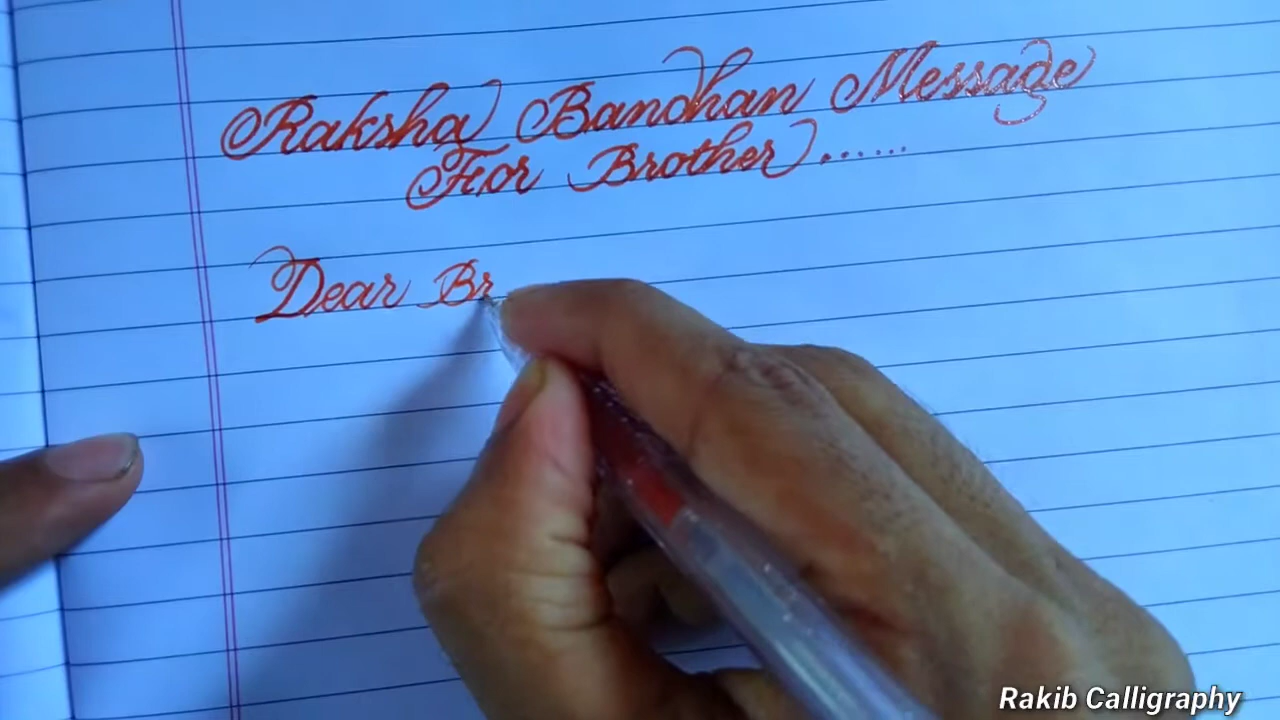 Raksha Bandhan Message
For Brother......
Dear Br
Rakib Calligraphy